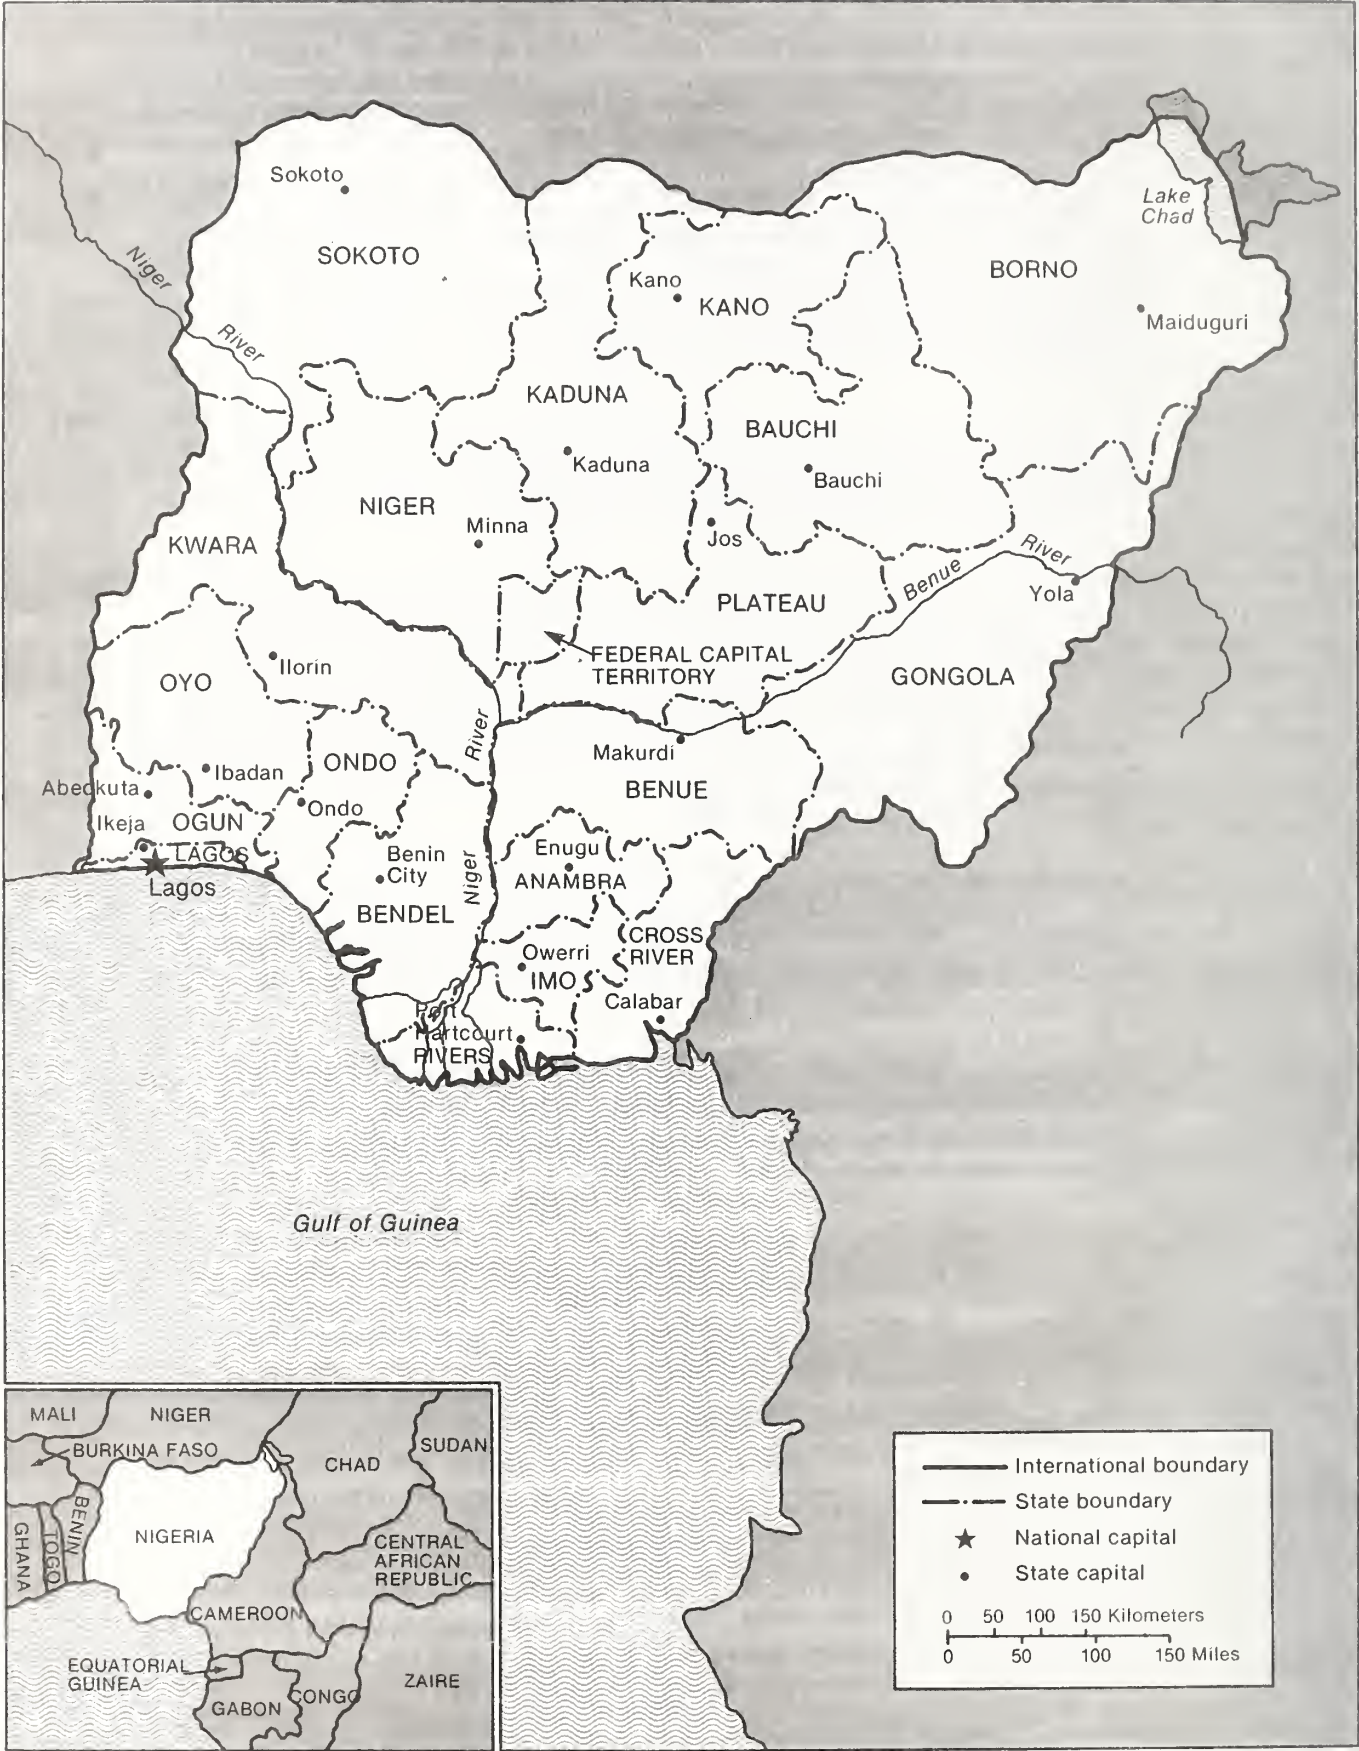 Sokoto
SOKOTO
Niger
River
Kano
KANO
BORNO
Lake
Chad
Maiduguri
KADUNA
Kaduna
BAUCHI
Bauchi
NIGER
Minna
KWARA
Jos
PLATEAU
Benue
River
Yola
FEDERAL CAPITAL
TERRITORY
GONGOLA
OYO
Ilorin
River
Niger
ONDO
Ondo
Ibadan
Abeokuta
Ikeja
OGUN
LAGOS
Lagos
Makurdi
BENUE
Benin
City
BENDEL
Enugu
ANAMBRA
Owerri
IMO
CROSS
RIVER
Calabar
Port
Hartcourt
RIVERS
Gulf of Guinea
MALI
NIGER
BURKINA FASO
CHAD
SUDAN
GHANA
TOGO
BENIN
NIGERIA
CENTRAL
AFRICAN
REPUBLIC
CAMEROON
EQUATORIAL
GUINEA
GABON
CONGO
ZAIRE
International boundary
State boundary
National capital
State capital
0 50 100 150 Kilometers
0 50 100 150 Miles